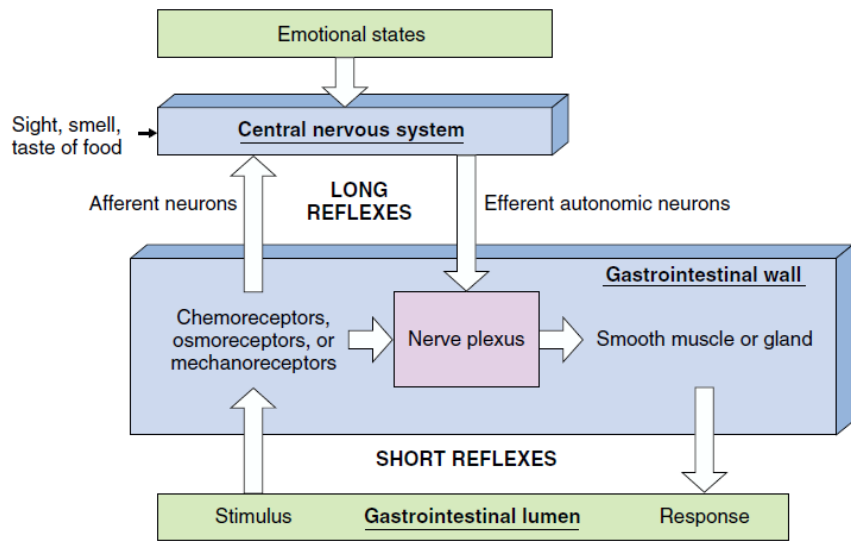 Emotional states
Sight, smell,
taste of food
Central nervous system
Afferent neurons
LONG
REFLEXES
Efferent autonomic neurons
Gastrointestinal wall
Chemoreceptors,
osmoreceptors, or
mechanoreceptors
Nerve plexus
Smooth muscle or gland
SHORT REFLEXES
Stimulus
Gastrointestinal lumen
Response